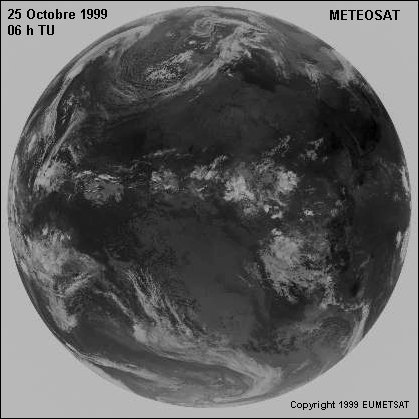 25 Octobre 1999
06 h TU
METEOSAT
Copyright 1999 EUMETSAT